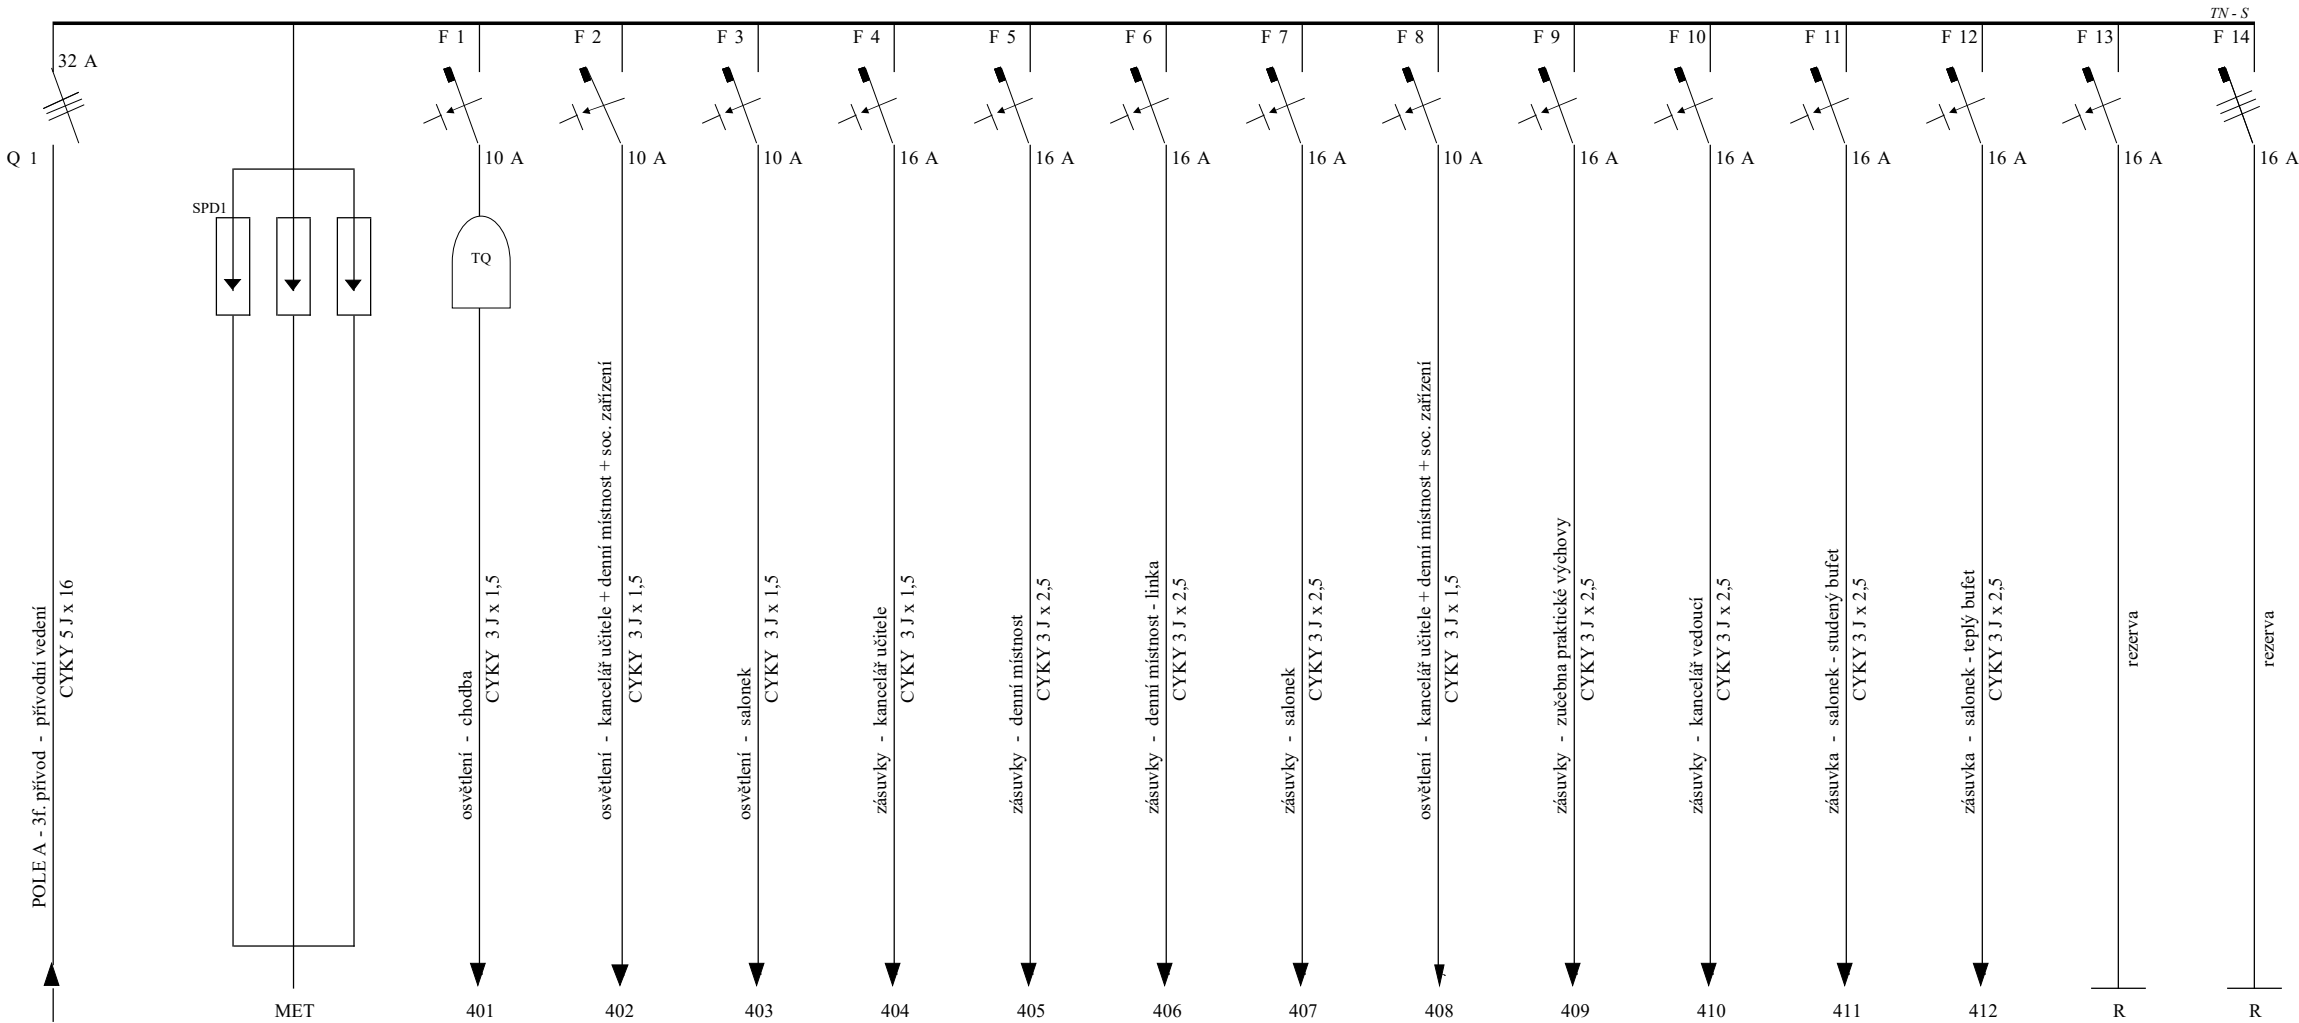 TN - S
32 A
Q 1
POLE A - 3f. přívod - přívodní vedení
CYKY 5 J x 16
SPD1
MET
F 1
10 A
TQ
osvětlení - chodba
CYKY 3 J x 1,5
401
F 2
10 A
osvětlení - kancelář učitele + denní místnost + soc. zařízení
CYKY 3 J x 1,5
402
F 3
10 A
osvětlení - salonek
CYKY 3 J x 1,5
403
F 4
16 A
zásuvky - kancelář učitele
CYKY 3 J x 1,5
404
F 5
16 A
zásuvky - denní místnost
CYKY 3 J x 2,5
405
F 6
16 A
zásuvky - denní místnost - linka
CYKY 3 J x 2,5
406
F 7
16 A
zásuvky - salonek
CYKY 3 J x 2,5
407
F 8
10 A
osvětlení - kancelář učitele + denní místnost + soc. zařízení
CYKY 3 J x 1,5
408
F 9
16 A
zásuvky - zučebna praktické výchovy
CYKY 3 J x 2,5
409
F 10
16 A
zásuvky - kancelář vedoucí
CYKY 3 J x 2,5
410
F 11
16 A
zásuvka - salonek - studený bufet
CYKY 3 J x 2,5
411
F 12
16 A
zásuvka - salonek - teplý bufet
CYKY 3 J x 2,5
412
F 13
16 A
rezerva
R
F 14
16 A
rezerva
R